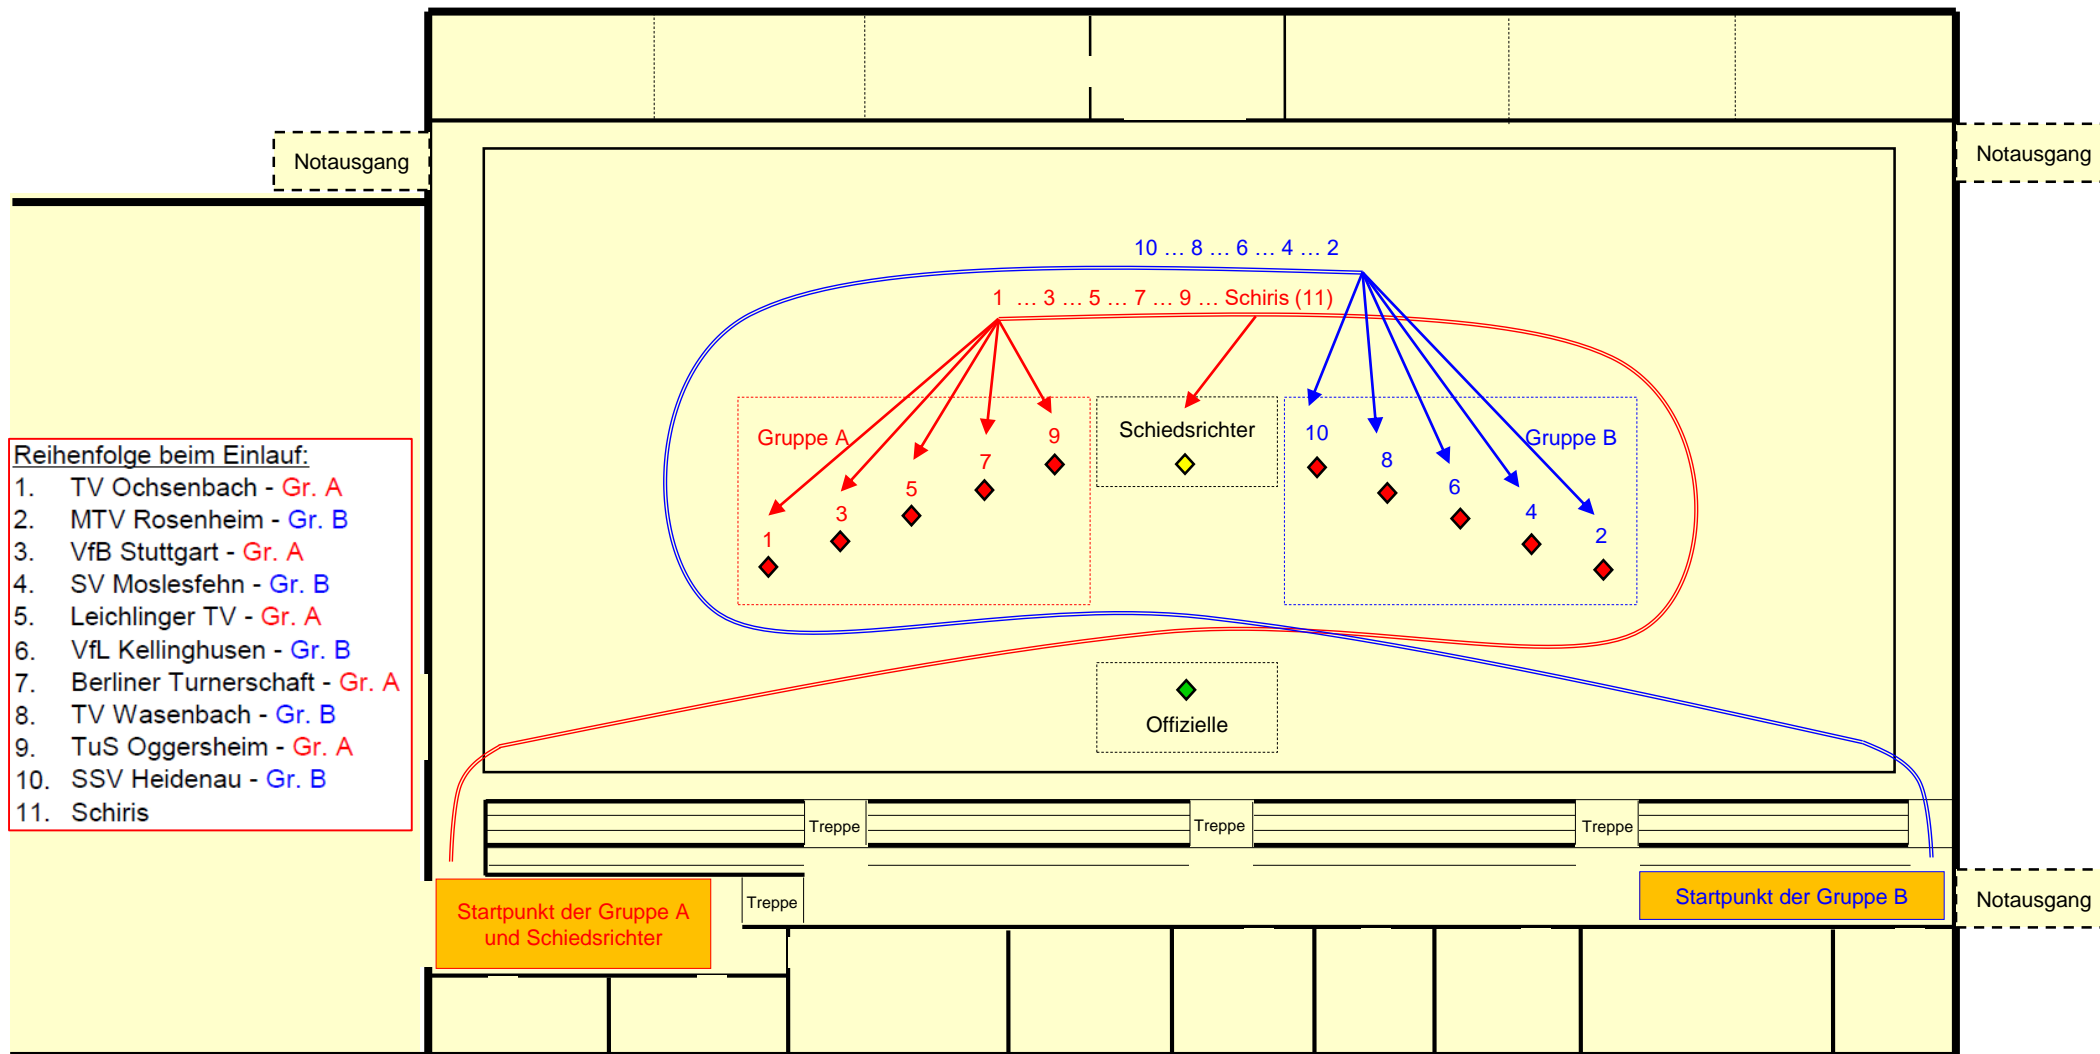 Notausgang
Notausgang
10 … 8 … 6 … 4 … 2
1 … 3 … 5 … 7 … 9 … Schiris (11)
Gruppe A
1
3
5
7
9
Schiedsrichter
Gruppe B
10
8
6
4
2
Reihenfolge beim Einlauf:
1. TV Ochsenbach - Gr. A
2. MTV Rosenheim - Gr. B
3. VfB Stuttgart - Gr. A
4. SV Moslesfehn - Gr. B
5. Leichlinger TV - Gr. A
6. VfL Kellinghusen - Gr. B
7. Berliner Turnerschaft - Gr. A
8. TV Wasenbach - Gr. B
9. TuS Oggersheim - Gr. A
10. SSV Heidenau - Gr. B
11. Schiris
Offizielle
Treppe
Treppe
Treppe
Treppe
Startpunkt der Gruppe A
und Schiedsrichter
Startpunkt der Gruppe B
Notausgang